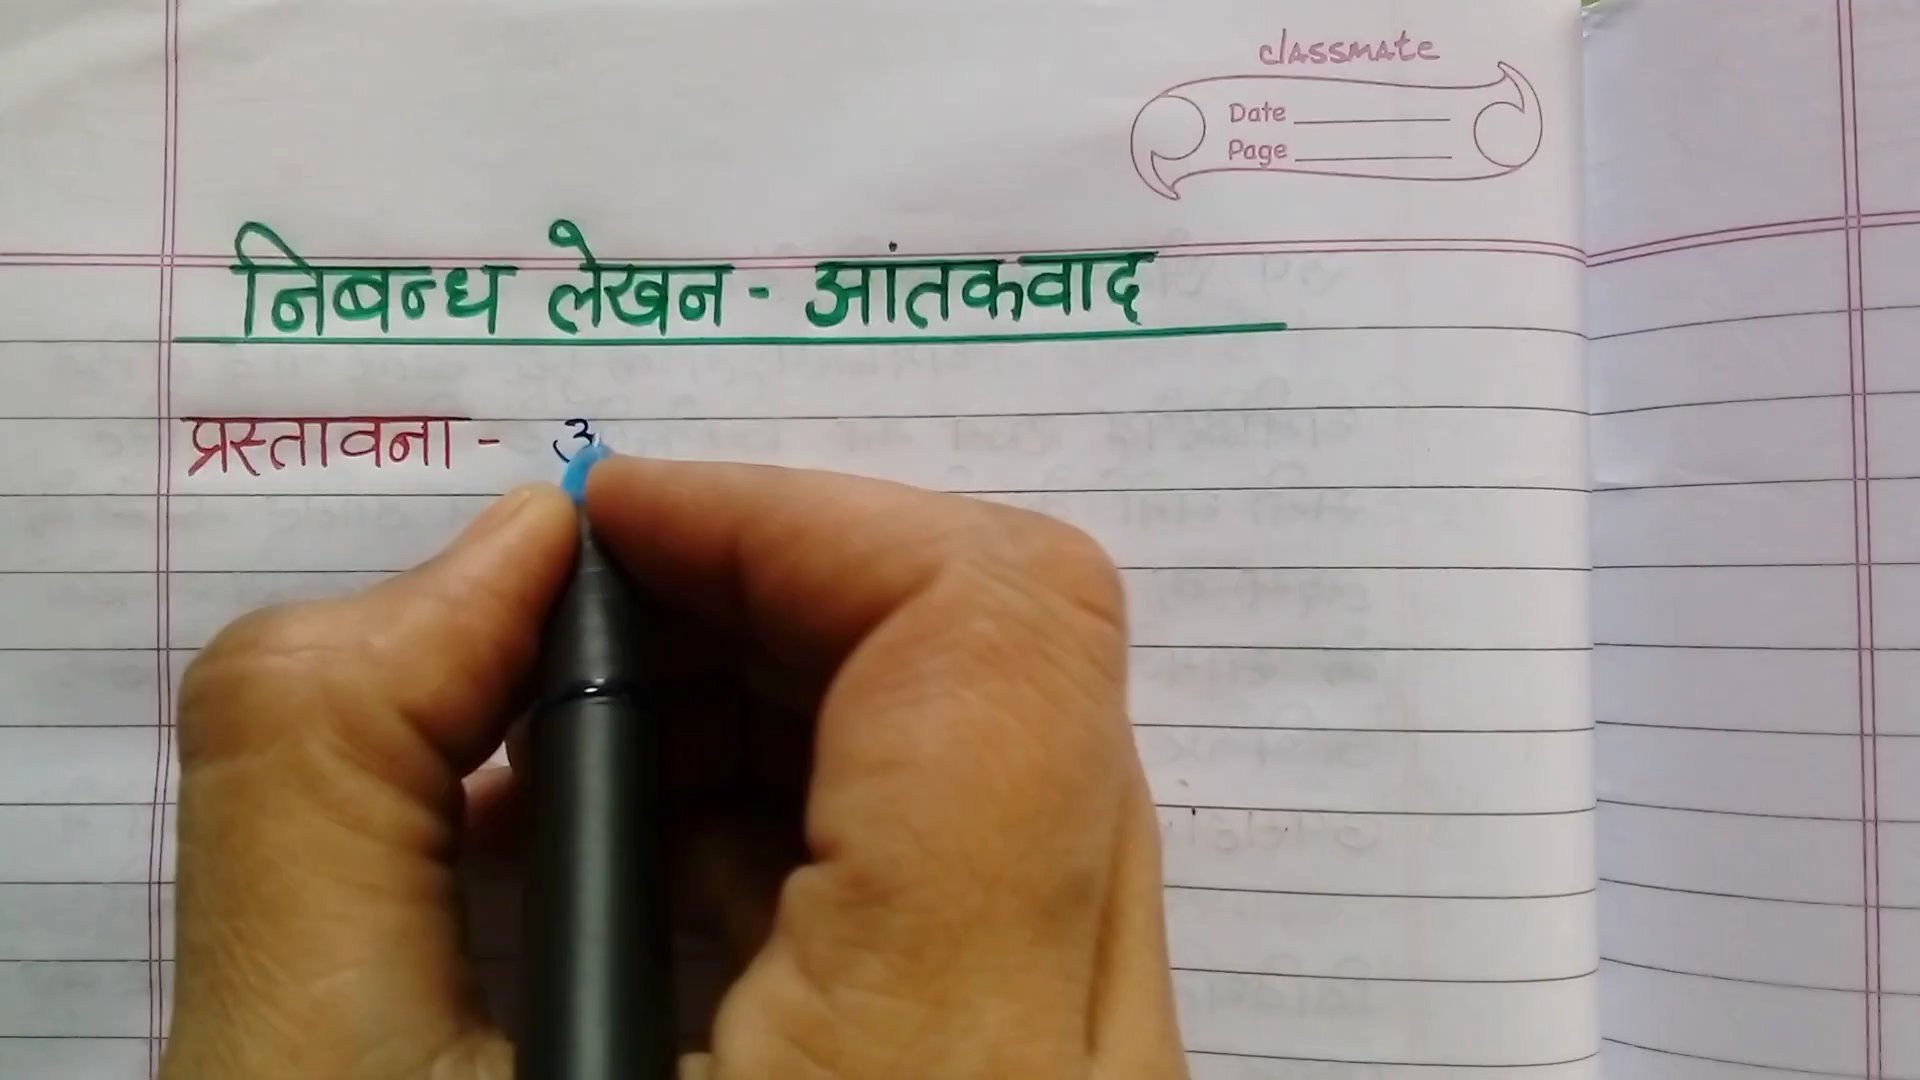 classmate
Date
Page
निबन्ध लेखन - आंतकवाद
प्रस्तावना -